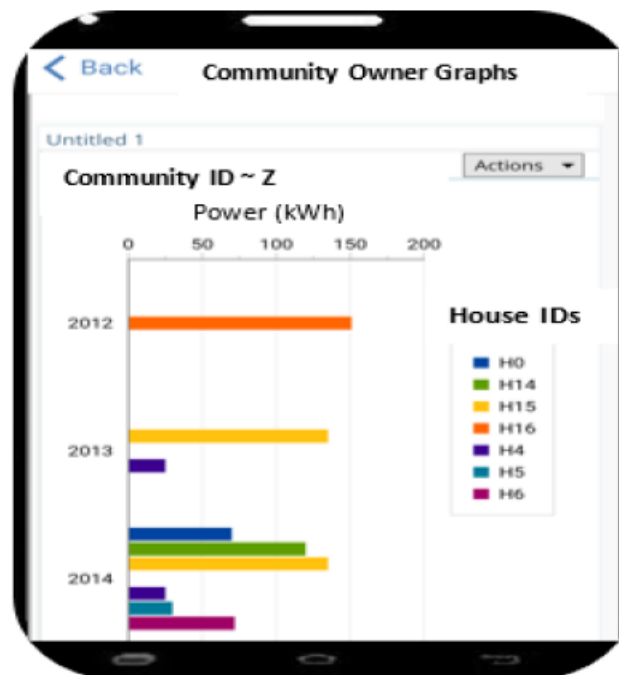 Back
Community Owner Graphs
Untitled 1
Actions
Community ID ~ Z
Power (kWh)
0 50 100 150 200
2012
2013
2014
House IDs
H0
H14
H15
H16
H4
H5
H6